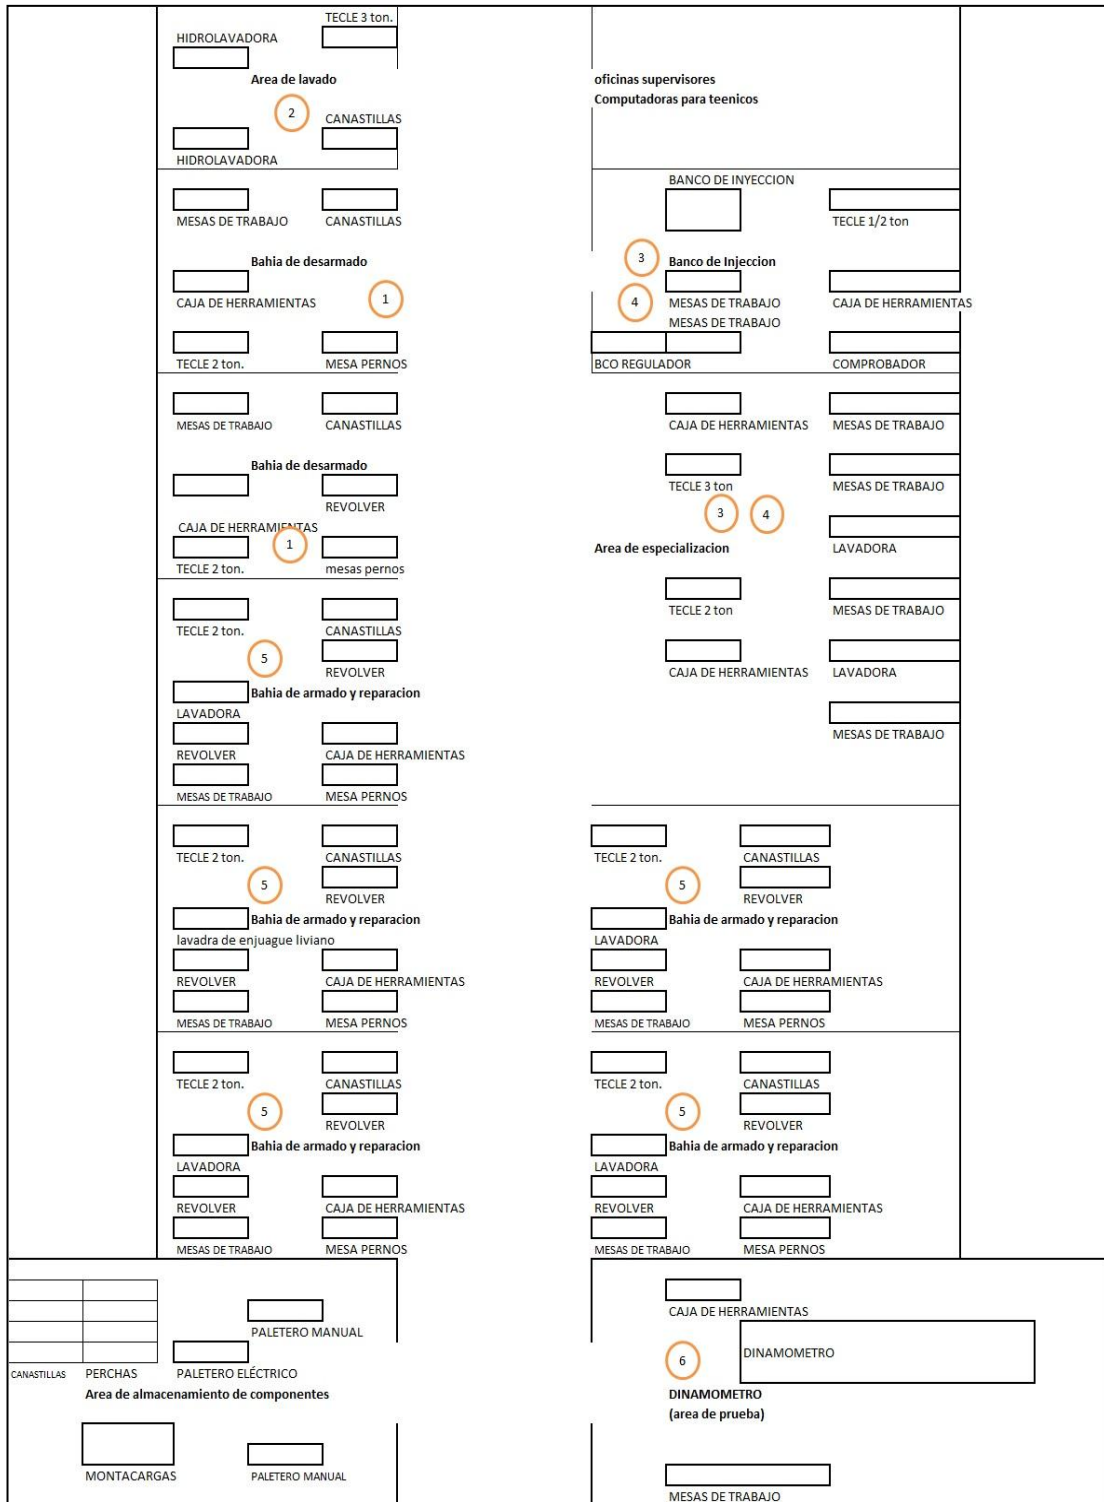 TECLE 3 ton.
HIDROLAVADORA
Area de lavado
2
CANASTILLAS
HIDROLAVADORA
oficinas supervisores
Computadoras para teenicos
MESAS DE TRABAJO CANASTILLAS
Bahia de desarmado
CAJA DE HERRAMIENTAS
1
TECLE 2 ton. MESA PERNOS
BANCO DE INYECCION
TECLE 1/2 ton
3
Banco de Injeccion
4
MESAS DE TRABAJO CAJA DE HERRAMIENTAS
MESAS DE TRABAJO
BCO REGULADOR COMPROBADOR
MESAS DE TRABAJO CANASTILLAS
Bahia de desarmado
REVOLVER
CAJA DE HERRAMIENTAS
1
TECLE 2 ton. mesas pernos
CAJA DE HERRAMIENTAS MESAS DE TRABAJO
TECLE 3 ton MESAS DE TRABAJO
3 4
Area de especializacion LAVADORA
TECLE 2 ton MESAS DE TRABAJO
CAJA DE HERRAMIENTAS LAVADORA
MESAS DE TRABAJO
TECLE 2 ton. CANASTILLAS
5
REVOLVER
Bahia de armado y reparacion
LAVADORA
REVOLVER CAJA DE HERRAMIENTAS
MESAS DE TRABAJO MESA PERNOS
TECLE 2 ton. CANASTILLAS
5
REVOLVER
Bahia de armado y reparacion
lavadra de enjuague liviano
REVOLVER CAJA DE HERRAMIENTAS
MESAS DE TRABAJO MESA PERNOS
TECLE 2 ton. CANASTILLAS
5
REVOLVER
Bahia de armado y reparacion
LAVADORA
REVOLVER CAJA DE HERRAMIENTAS
MESAS DE TRABAJO MESA PERNOS
TECLE 2 ton. CANASTILLAS
5
REVOLVER
Bahia de armado y reparacion
LAVADORA
REVOLVER CAJA DE HERRAMIENTAS
MESAS DE TRABAJO MESA PERNOS
TECLE 2 ton. CANASTILLAS
5
REVOLVER
Bahia de armado y reparacion
LAVADORA
REVOLVER CAJA DE HERRAMIENTAS
MESAS DE TRABAJO MESA PERNOS
PALETERO MANUAL
CANASTILLAS PERCHAS PALETERO ELÉCTRICO
Area de almacenamiento de componentes
MONTACARGAS PALETERO MANUAL
CAJA DE HERRAMIENTAS
6
DINAMOMETRO
DINAMOMETRO
(area de prueba)
MESAS DE TRABAJO